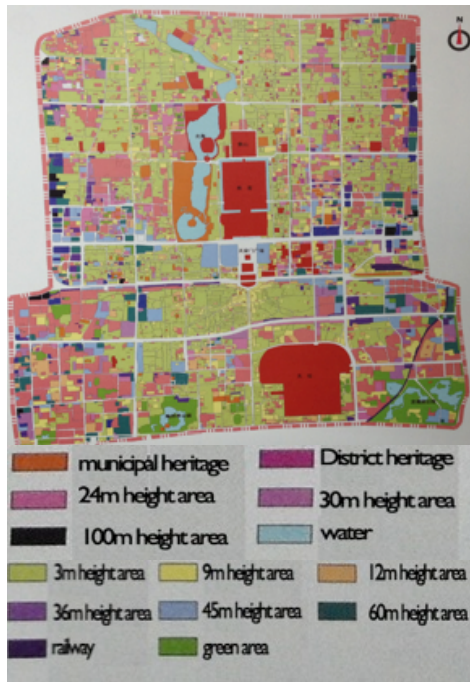 municipal heritage
District heritage
24m height area
30m height area
100m height area
water
3m height area
9m height area
12m height area
36m height area
45m height area
60m height area
railway
green area